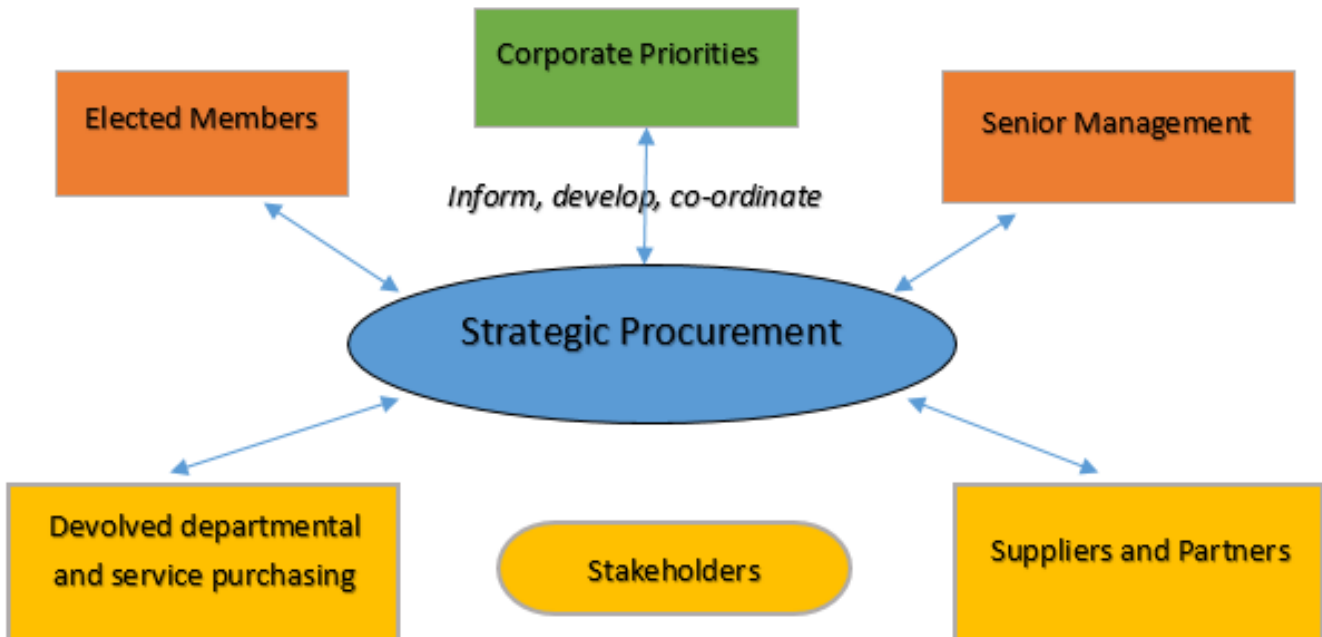 Corporate Priorities
Elected Members
Senior Management
Inform, develop, co-ordinate
Strategic Procurement
Devolved departmental
and service purchasing
Stakeholders
Suppliers and Partners